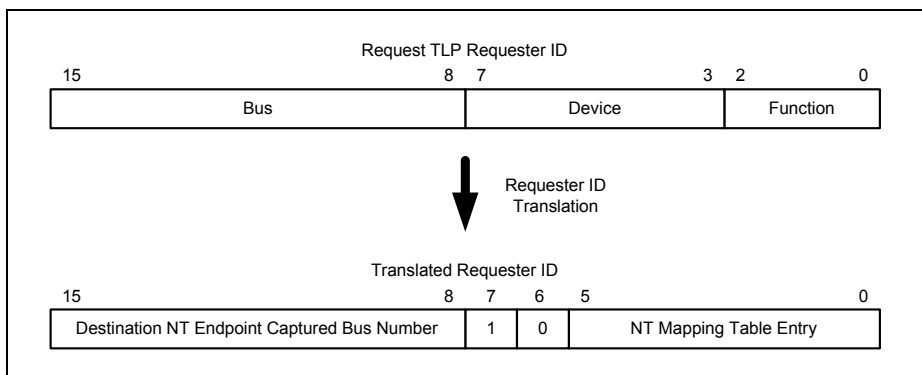 Request TLP Requester ID
15 8 7 3 2 0
Bus Device Function
Requester ID
Translation
Translated Requester ID
15 8 7 6 5 0
Destination NT Endpoint Captured Bus Number 1 0 NT Mapping Table Entry